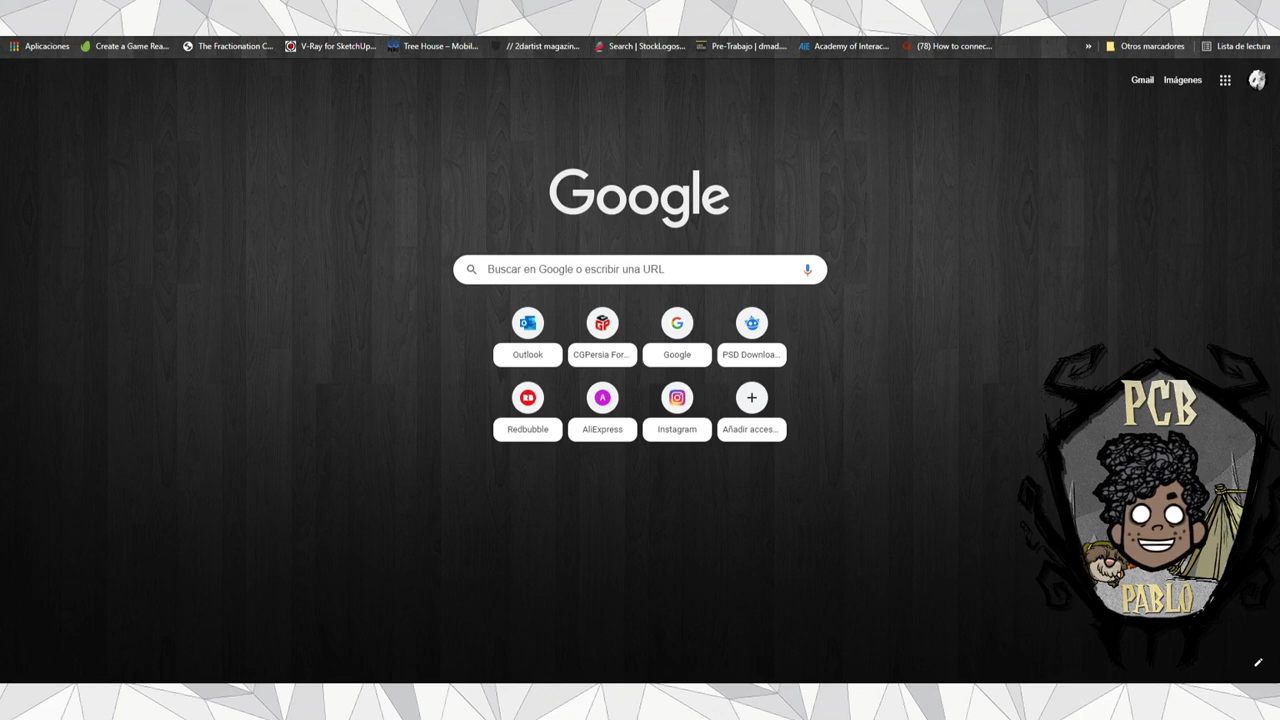 Aplicaciones Create a Game Rea... The Fractionation C... V-Ray for SketchUp... Tree House – Mobil... // 2dartist magazin... Search | StockLogos... Pre-Trabajo | dmad.... Academy of Interac... (78) How to connec... » Otros marcadores Lista de lectura
Gmail Imágenes
Google
Buscar en Google o escribir una URL
Outlook CGPersia For... Google PSD Downloa...
Redbubble AliExpress Instagram Añadir acces...
PCB
PABLO